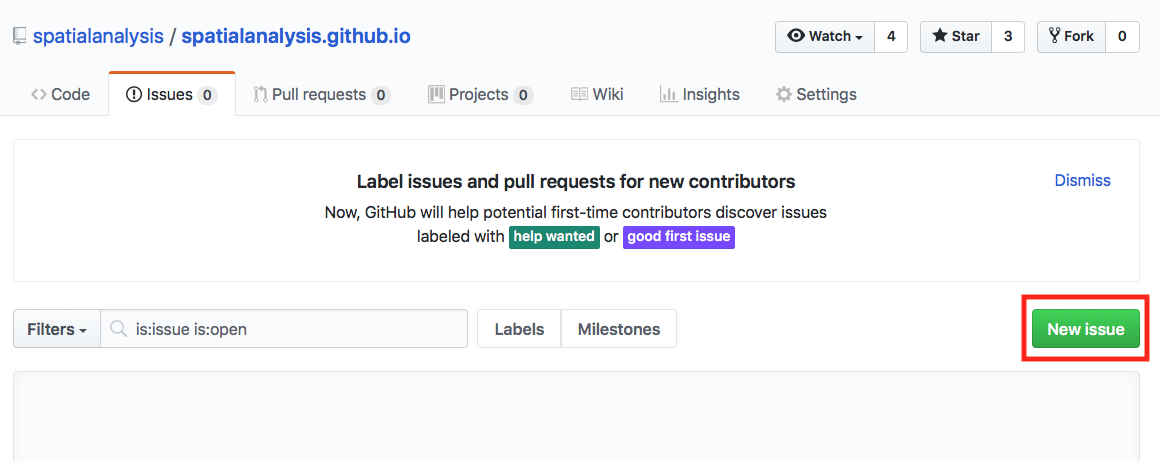 spatialanalysis / spatialanalysis.github.io
Watch 4 Star 3 Fork 0
Code Issues 0 Pull requests 0 Projects 0 Wiki Insights Settings
Label issues and pull requests for new contributors
Dismiss
Now, GitHub will help potential first-time contributors discover issues
labeled with help wanted or good first issue
Filters is:issue is:open Labels Milestones New issue